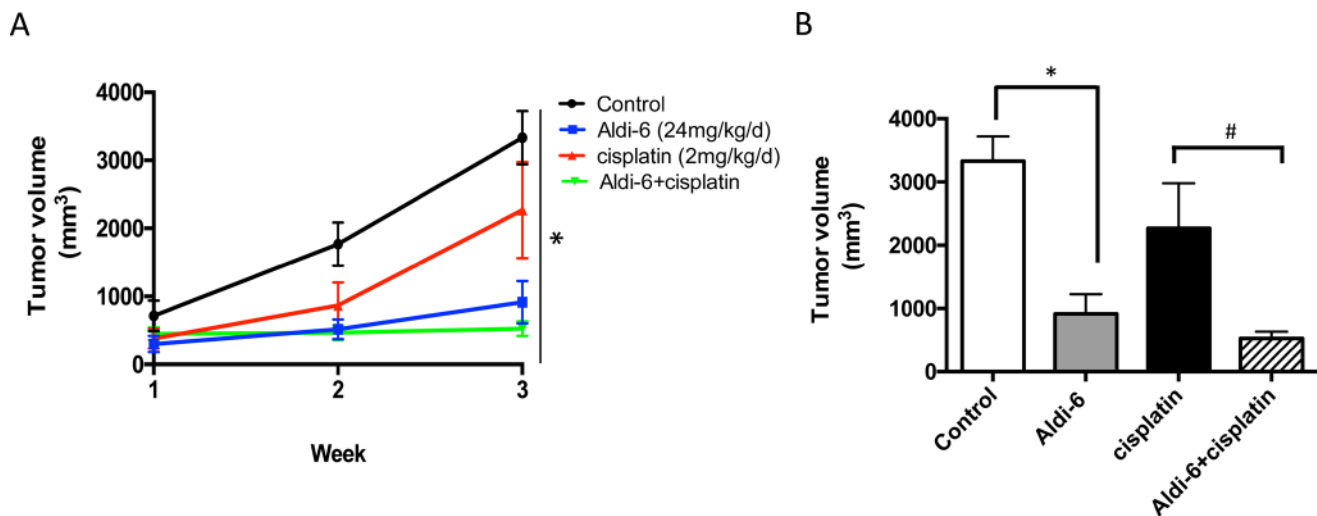 A
Tumor volume
(mm³)
4000
3000
2000
1000
0
1
2
3
Week
Control
Aldi-6 (24mg/kg/d)
cisplatin (2mg/kg/d)
Aldi-6+cisplatin
*
B
Tumor volume
(mm³)
4000
3000
2000
1000
0
*
#
Control
Aldi-6
cisplatin
Aldi-6+cisplatin